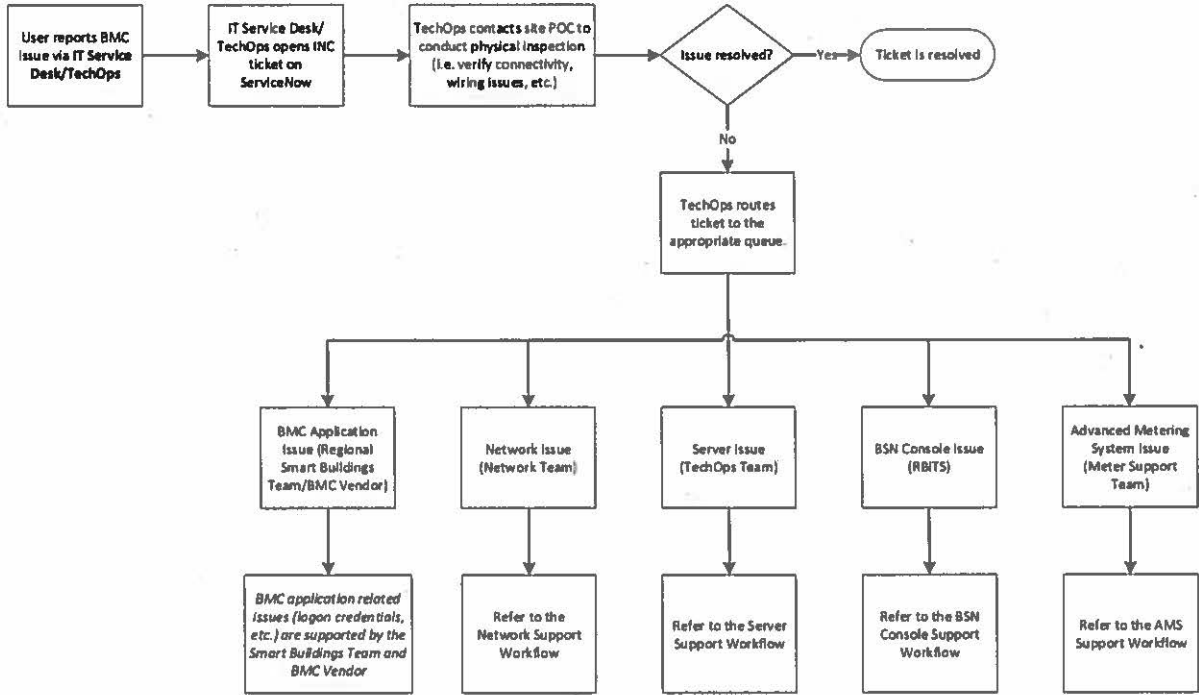 User reports BMC
issue via IT Service
Desk/TechOps
IT Service Desk/
TechOps opens INC
ticket on
ServiceNow
TechOps contacts site POC to
conduct physical inspection
(i.e. verify connectivity,
wiring issues, etc.)
Issue resolved?
Yes
Ticket is resolved
No
TechOps routes
ticket to the
appropriate queue.
BMC Application
Issue (Regional
Smart Buildings
Team/BMC Vendor)
Network Issue
(Network Team)
Server Issue
(TechOps Team)
BSN Console Issue
(RBITS)
Advanced Metering
System Issue
(Meter Support
Team)
BMC application related
issues (logon credentials,
etc.) are supported by the
Smart Buildings Team and
BMC Vendor
Refer to the
Network Support
Workflow
Refer to the Server
Support Workflow
Refer to the BSN
Console Support
Workflow
Refer to the AMS
Support Workflow